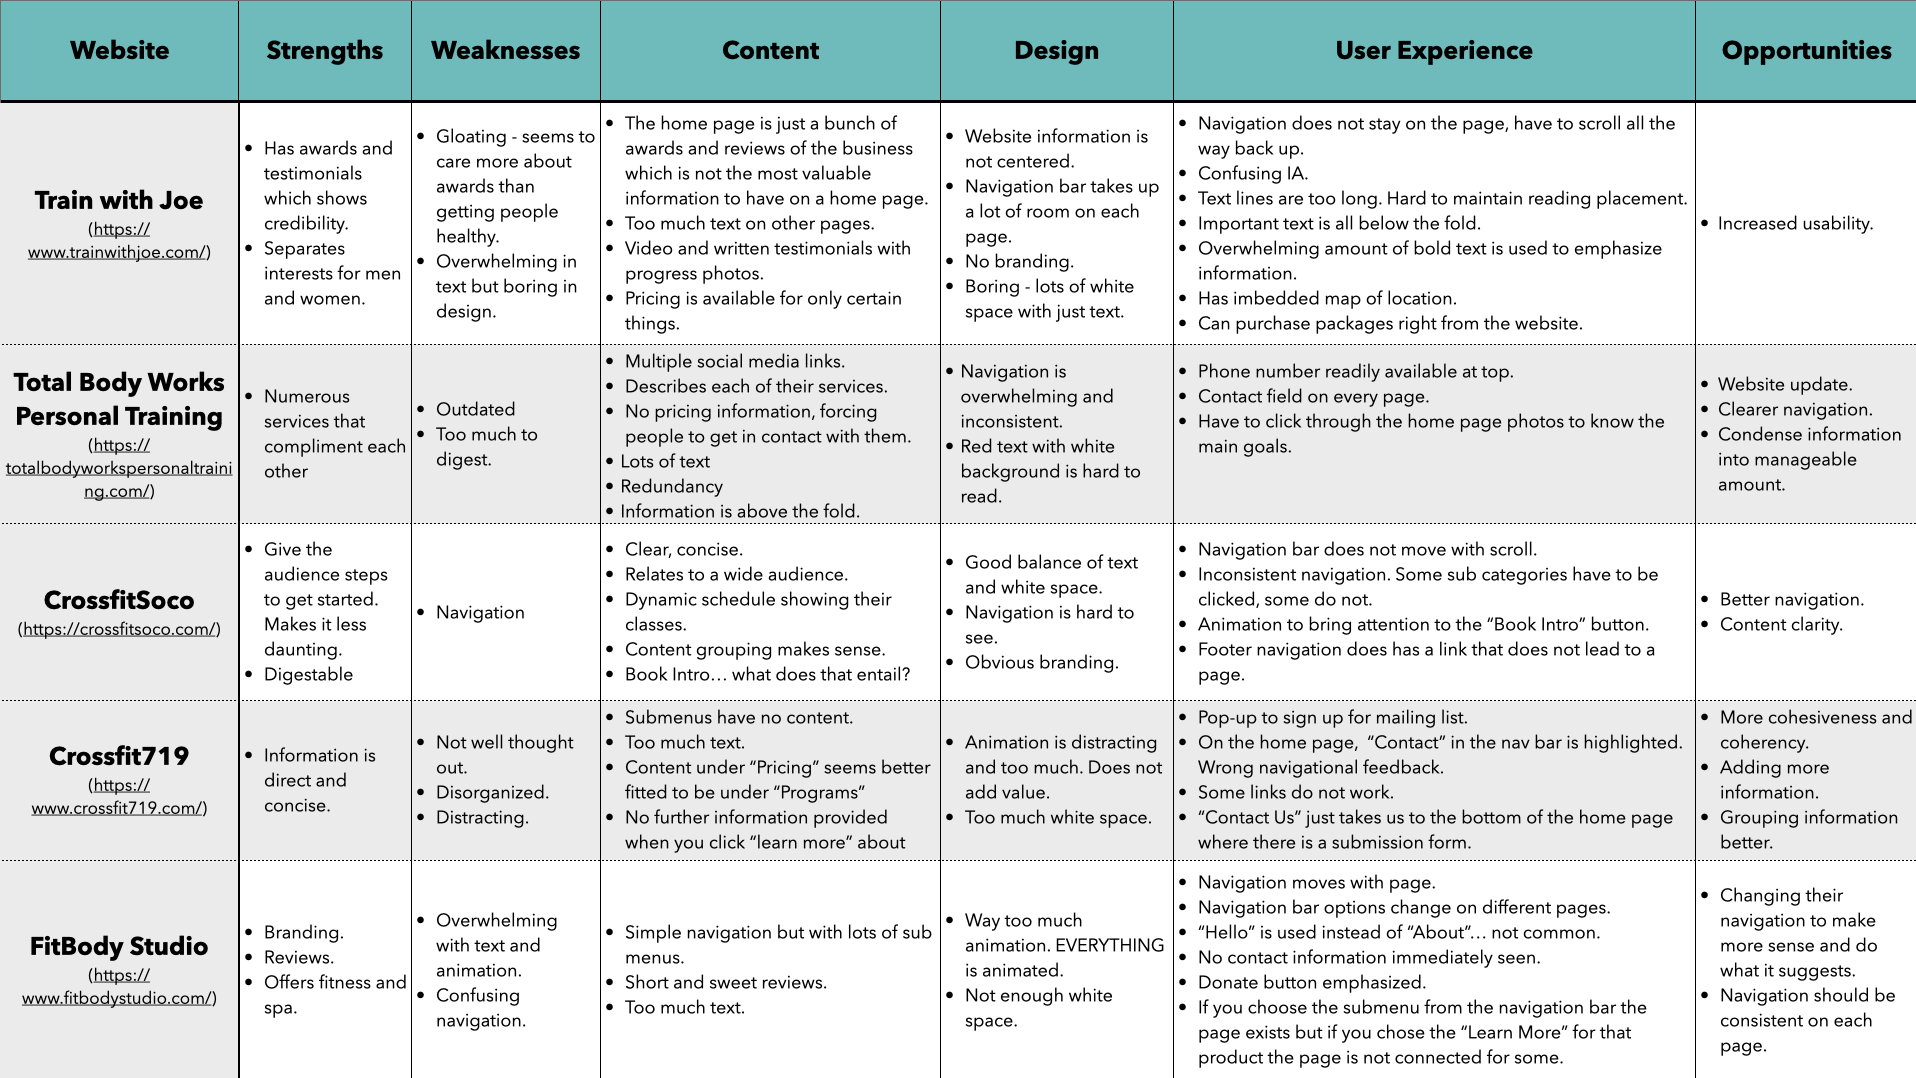 Website
Strengths
Weaknesses
Content
Design
User Experience
Opportunities
Train with Joe
(https://
www.trainwithjoe.com/)
• Has awards and
testimonials
which shows
credibility.
• Separates
interests for men
and women.
• Gloating - seems to
care more about
awards than
getting people
healthy.
• Overwhelming in
text but boring in
design.
• The home page is just a bunch of
awards and reviews of the business
which is not the most valuable
information to have on a home page.
• Too much text on other pages.
• Video and written testimonials with
progress photos.
• Pricing is available for only certain
things.
• Website information is
not centered.
• Navigation bar takes up
a lot of room on each
page.
• No branding.
• Boring - lots of white
space with just text.
• Navigation does not stay on the page, have to scroll all the
way back up.
• Confusing IA.
• Text lines are too long. Hard to maintain reading placement.
• Important text is all below the fold.
• Overwhelming amount of bold text is used to emphasize
information.
• Has imbedded map of location.
• Can purchase packages right from the website.
• Increased usability.
Total Body Works
Personal Training
(https://
totalbodyworkspersonaltraini
ng.com/)
• Numerous
services that
compliment each
other
• Outdated
• Too much to
digest.
• Multiple social media links.
• Describes each of their services.
• No pricing information, forcing
people to get in contact with them.
• Lots of text
• Redundancy
• Information is above the fold.
• Navigation is
overwhelming and
inconsistent.
• Red text with white
background is hard to
read.
• Phone number readily available at top.
• Contact field on every page.
• Have to click through the home page photos to know the
main goals.
• Website update.
• Clearer navigation.
• Condense information
into manageable
amount.
CrossfitSoco
(https://crossfitsoco.com/)
• Give the
audience steps
to get started.
Makes it less
daunting.
• Digestable
• Navigation
• Clear, concise.
• Relates to a wide audience.
• Dynamic schedule showing their
classes.
• Content grouping makes sense.
• Book Intro… what does that entail?
• Good balance of text
and white space.
• Navigation is hard to
see.
• Obvious branding.
• Navigation bar does not move with scroll.
• Inconsistent navigation. Some sub categories have to be
clicked, some do not.
• Animation to bring attention to the “Book Intro” button.
• Footer navigation does has a link that does not lead to a
page.
• Better navigation.
• Content clarity.
Crossfit719
(https://
www.crossfit719.com/)
• Information is
direct and
concise.
• Not well thought
out.
• Disorganized.
• Distracting.
• Submenus have no content.
• Too much text.
• Content under “Pricing” seems better
fitted to be under “Programs”
• No further information provided
when you click “learn more” about
• Animation is distracting
and too much. Does not
add value.
• Too much white space.
• Pop-up to sign up for mailing list.
• On the home page, “Contact” in the nav bar is highlighted.
Wrong navigational feedback.
• Some links do not work.
• “Contact Us” just takes us to the bottom of the home page
where there is a submission form.
• More cohesiveness and
coherency.
• Adding more
information.
• Grouping information
better.
FitBody Studio
(https://
www.fitbodystudio.com/)
• Branding.
• Reviews.
• Offers fitness and
spa.
• Overwhelming
with text and
animation.
• Confusing
navigation.
• Simple navigation but with lots of sub
menus.
• Short and sweet reviews.
• Too much text.
• Way too much
animation. EVERYTHING
is animated.
• Not enough white
space.
• Navigation moves with page.
• Navigation bar options change on different pages.
• “Hello” is used instead of “About”… not common.
• No contact information immediately seen.
• Donate button emphasized.
• If you choose the submenu from the navigation bar the
page exists but if you chose the “Learn More” for that
product the page is not connected for some.
• Changing their
navigation to make
more sense and do
what it suggests.
• Navigation should be
consistent on each
page.